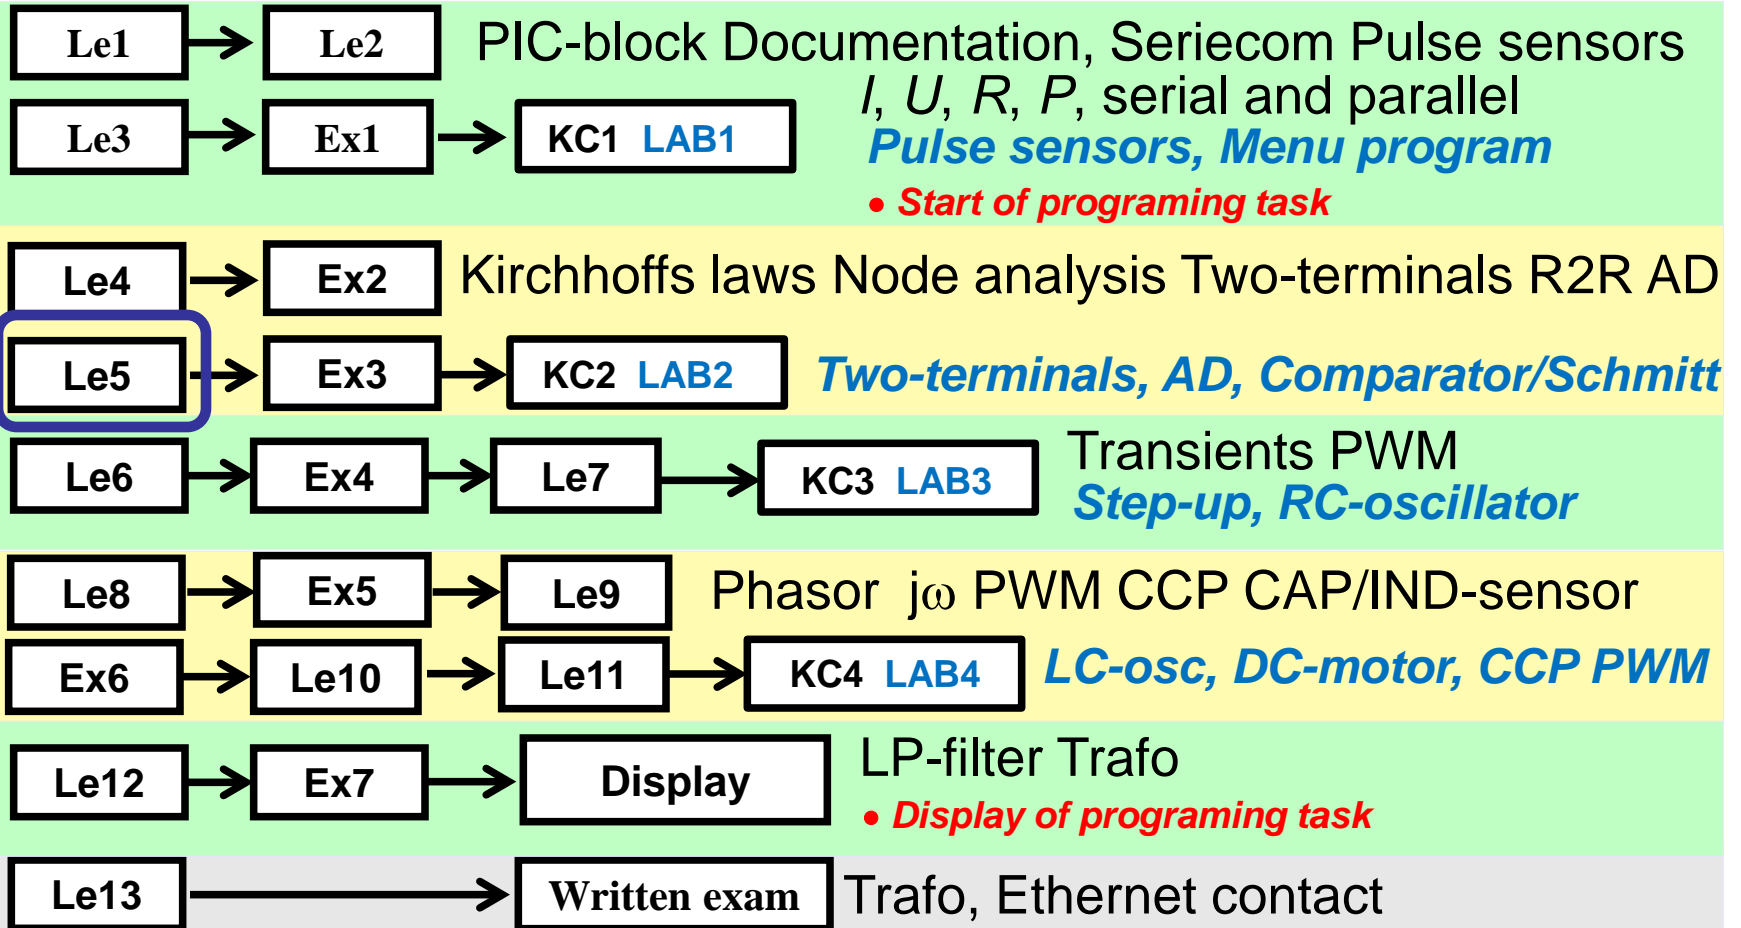 Le1 Le2 PIC-block Documentation, Seriecom Pulse sensors
I, U, R, P, serial and parallel
Le3 Ex1 KC1 LAB1 Pulse sensors, Menu program
• Start of programing task
Le4 Ex2 Kirchhoffs laws Node analysis Two-terminals R2R AD
Le5 Ex3 KC2 LAB2 Two-terminals, AD, Comparator/Schmitt
Le6 Ex4 Le7 KC3 LAB3 Transients PWM
Step-up, RC-oscillator
Le8 Ex5 Le9 Phasor jω PWM CCP CAP/IND-sensor
Ex6 Le10 Le11 KC4 LAB4 LC-osc, DC-motor, CCP PWM
Le12 Ex7 Display LP-filter Trafo
• Display of programing task
Le13 Written exam Trafo, Ethernet contact